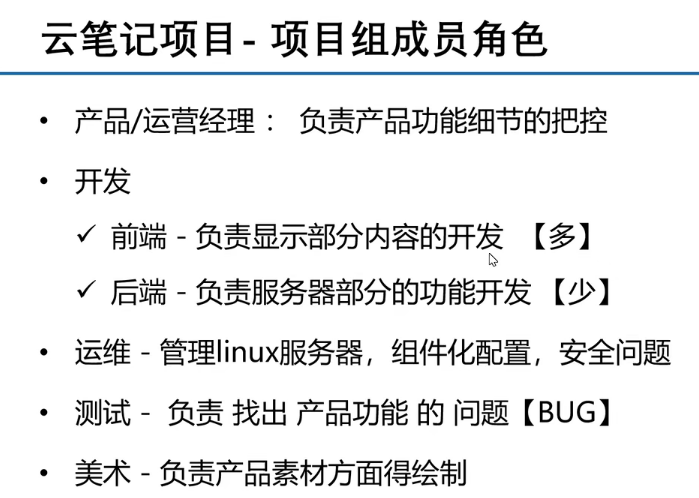 云笔记项目- 项目组成员角色
• 产品/运营经理： 负责产品功能细节的把控
• 开发
✓ 前端 - 负责显示部分内容的开发 【多】
✓ 后端 - 负责服务器部分的功能开发 【少】
• 运维 - 管理linux服务器，组件化配置，安全问题
• 测试 - 负责 找出 产品功能 的 问题【BUG】
• 美术 - 负责产品素材方面得绘制